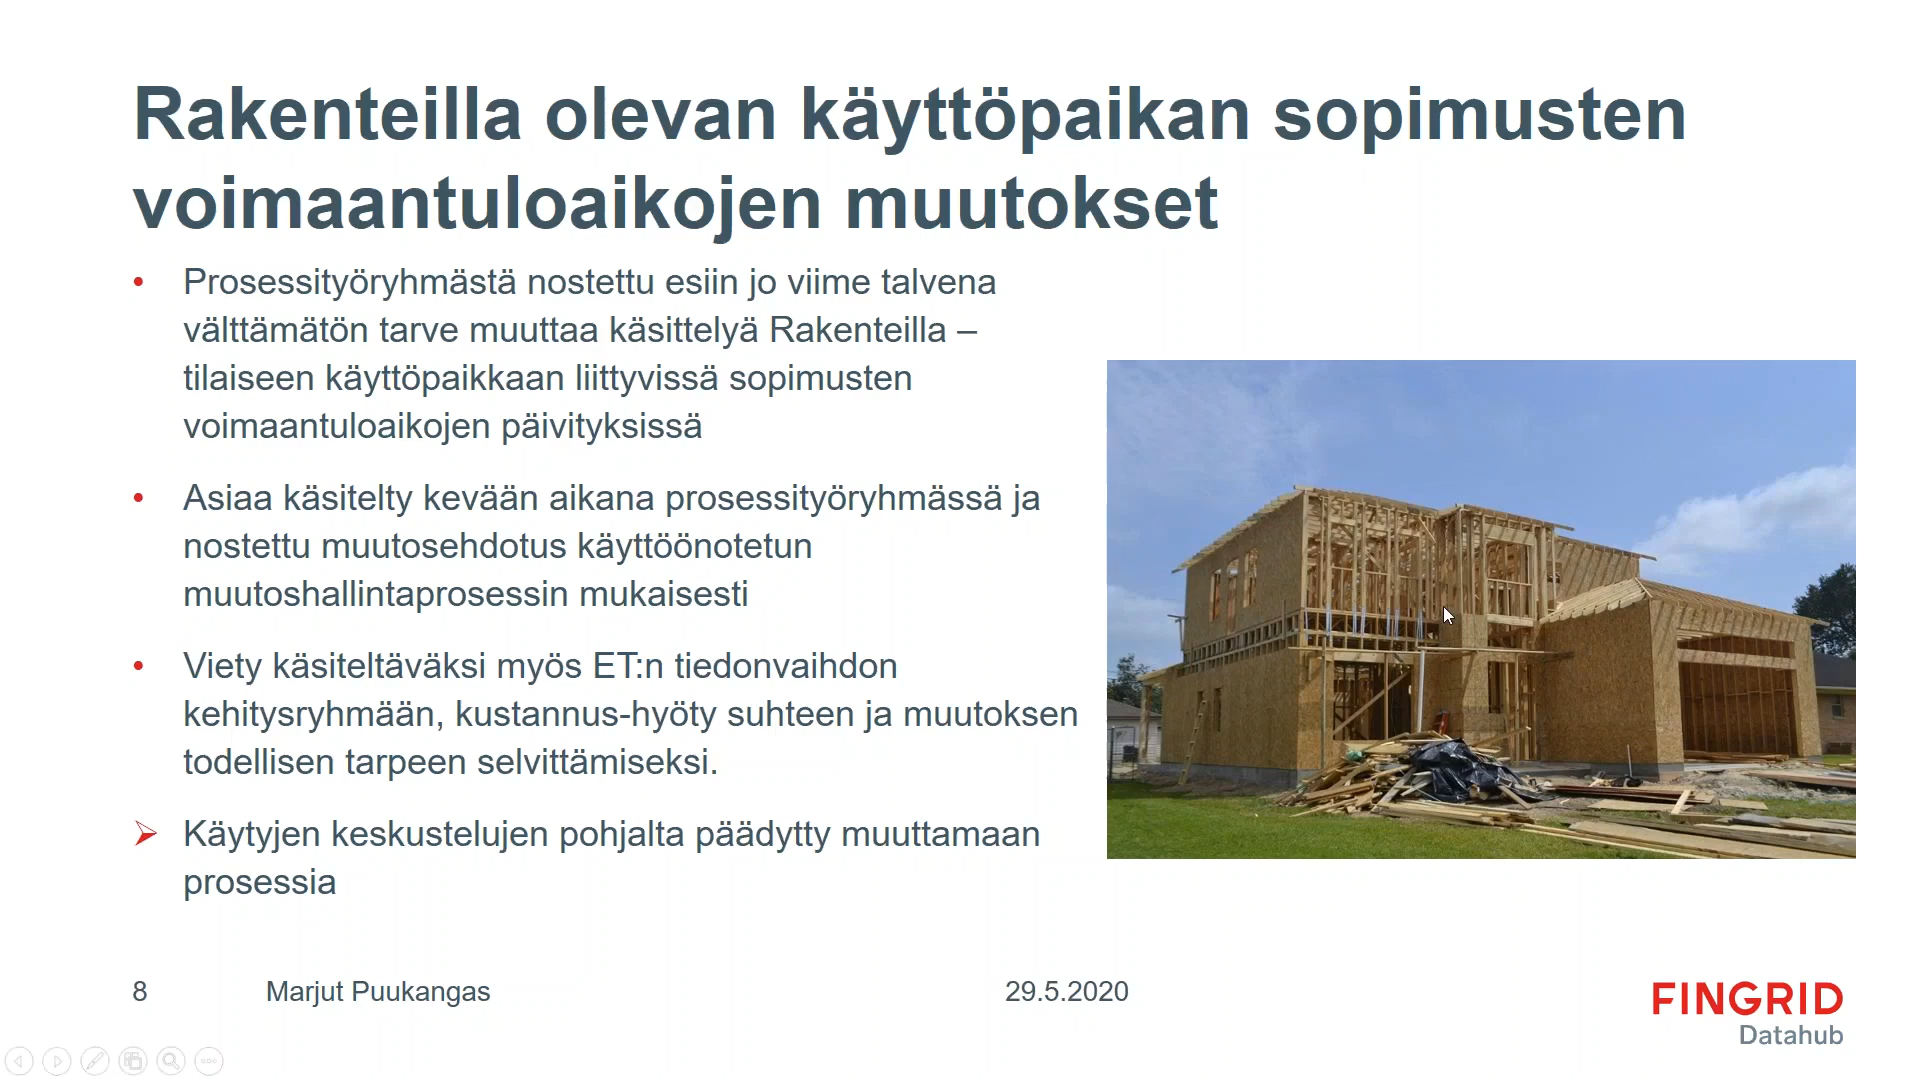 Rakenteilla olevan käyttöpaikan sopimusten
voimaantuloaikojen muutokset
• Prosessityöryhmästä nostettu esiin jo viime talvena
välttämätön tarve muuttaa käsittelyä Rakenteilla –
tilaiseen käyttöpaikkaan liittyvissä sopimusten
voimaantuloaikojen päivityksissä
• Asiaa käsitelty kevään aikana prosessityöryhmässä ja
nostettu muutosehdotus käyttöönotetun
muutoshallintaprosessin mukaisesti
• Viety käsiteltäväksi myös ET:n tiedonvaihdon
kehitysryhmään, kustannus-hyöty suhteen ja muutoksen
todellisen tarpeen selvittämiseksi.
➢ Käytyjen keskustelujen pohjalta päädytty muuttamaan
prosessia
8 Marjut Puukangas 29.5.2020
FINGRID
Datahub